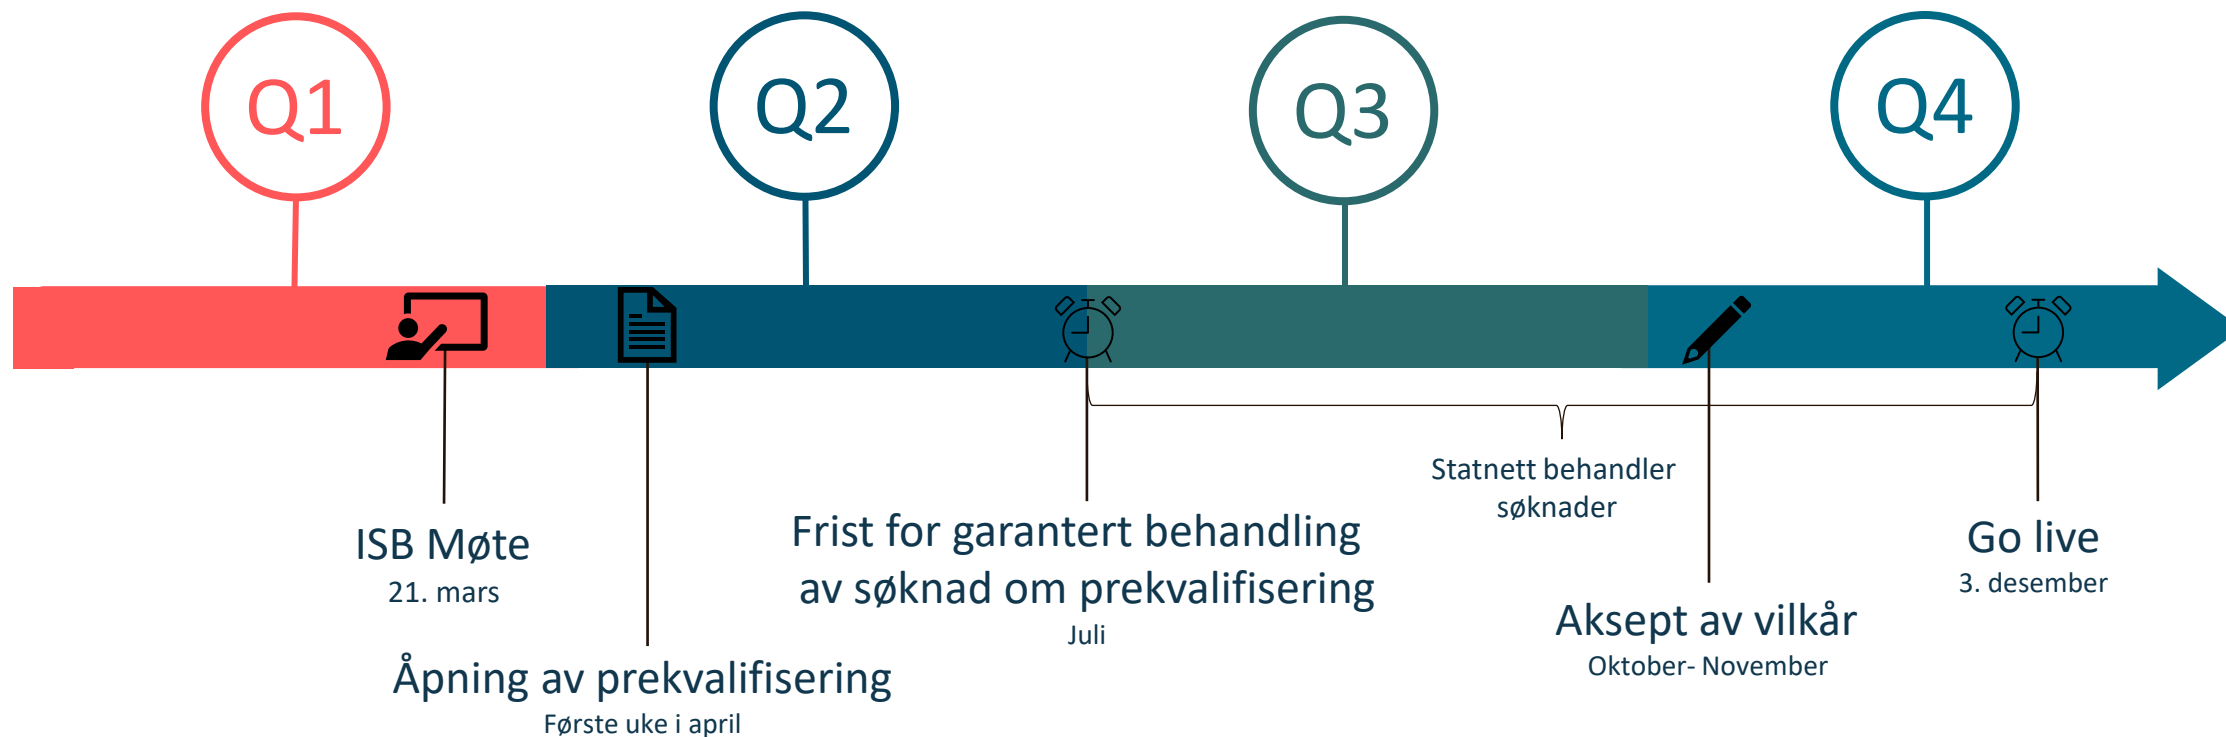 Q1
Q2
Q3
Q4
ISB Møte
21. mars
Åpning av prekvalifisering
Første uke i april
Frist for garantert behandling
av søknad om prekvalifisering
Juli
Statnett behandler
søknader
Aksept av vilkår
Oktober- November
Go live
3. desember